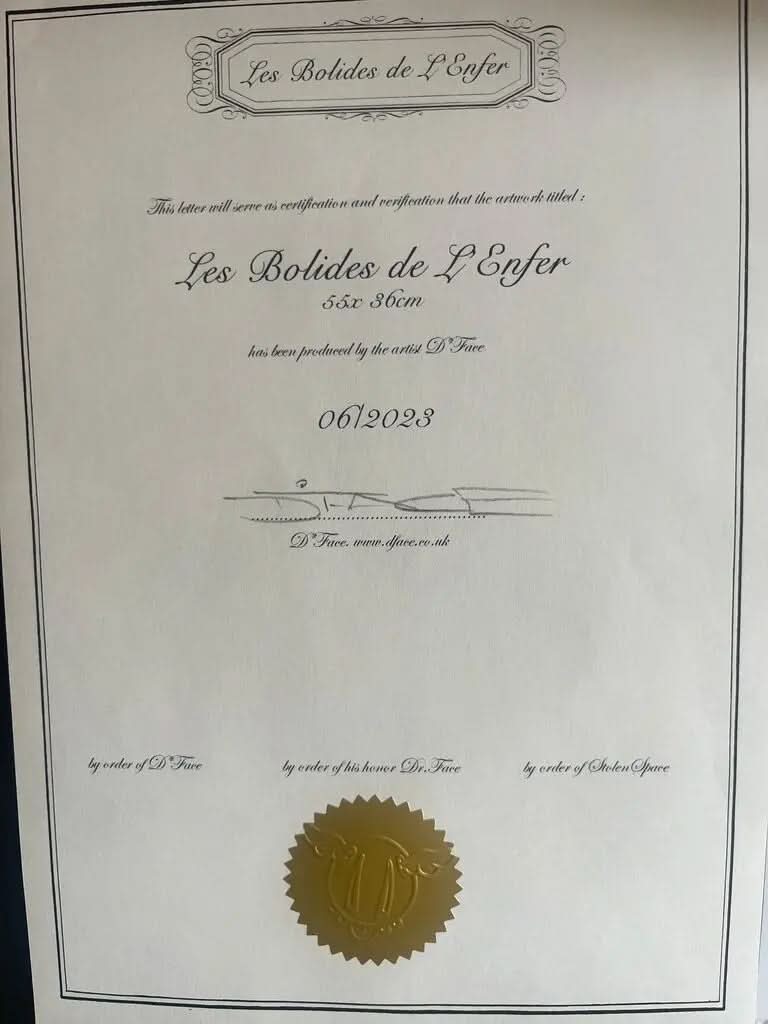 Les Bolides de L'Enfer
This letter will serve as certification and verification that the artwork titled :
Les Bolides de L'Enfer
55x 36cm
has been produced by the artist D*Face
06/2023
D*Face. www.dface.co.uk
by order of D*Face
by order of his honor Dr.Face
by order of StolenSpace